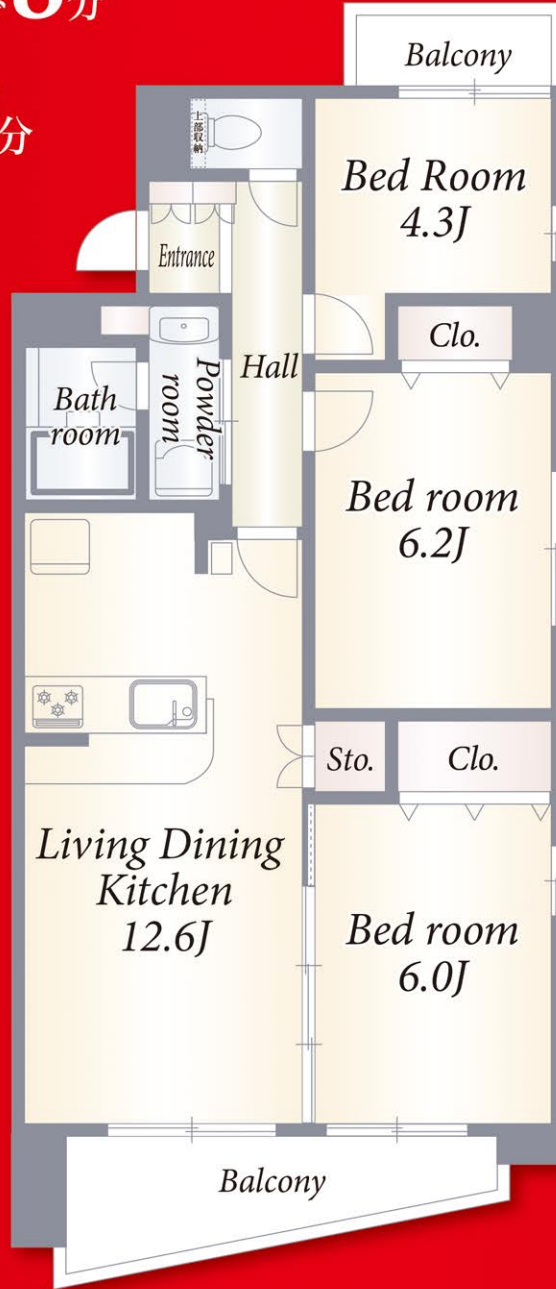 分
分
Balcony
上部収納
Bed Room
4.3J
Entrance
Hall
Clo.
Powder
room
Bath
room
Bed room
6.2J
Sto.
Clo.
Living Dining
Kitchen
12.6J
Bed room
6.0J
Balcony